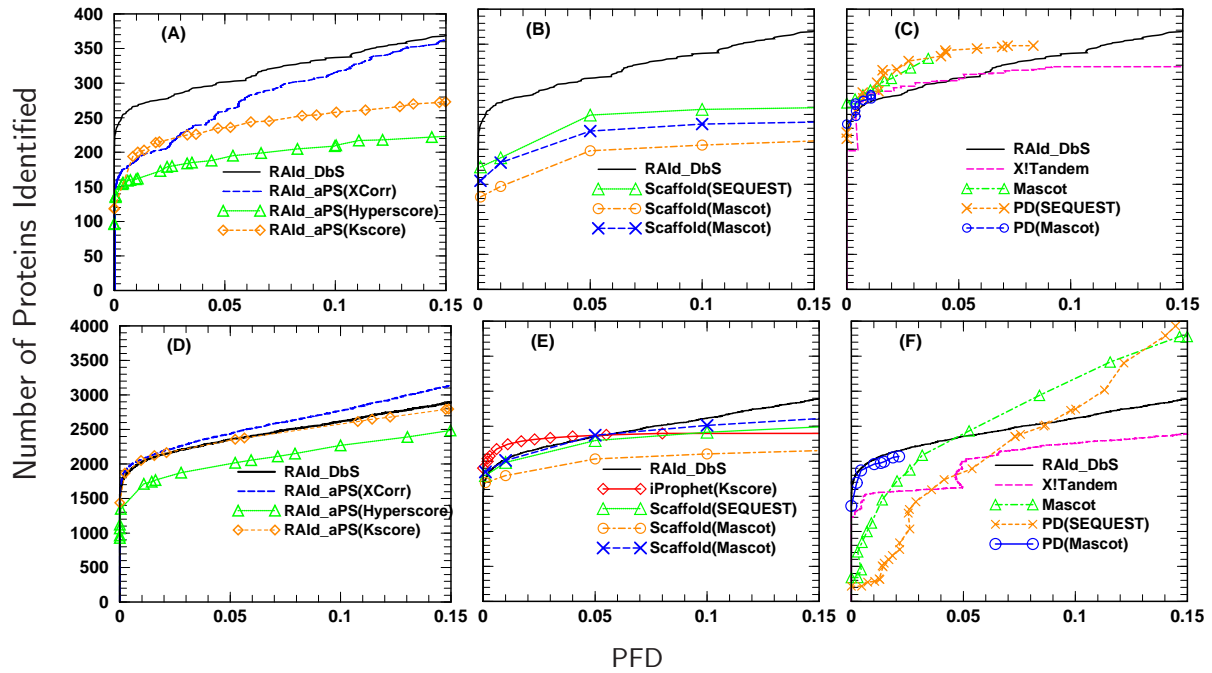 Number of Proteins Identified
400
350
300
250
200
150
100
50
0
(A)
RAId_DbS
RAId_aPS(XCorr)
RAId_aPS(Hyperscore)
RAId_aPS(Kscore)
0
0.05
0.1
0.15
(B)
RAId_DbS
Scaffold(SEQUEST)
Scaffold(Mascot)
Scaffold(Mascot)
0
0.05
0.1
0.15
(C)
RAId_DbS
X!Tandem
Mascot
PD(SEQUEST)
PD(Mascot)
0
0.05
0.1
0.15
4000
3500
3000
2500
2000
1500
1000
500
0
(D)
RAId_DbS
RAId_aPS(XCorr)
RAId_aPS(Hyperscore)
RAId_aPS(Kscore)
0
0.05
0.1
0.15
(E)
RAId_DbS
iProphet(Kscore)
Scaffold(SEQUEST)
Scaffold(Mascot)
Scaffold(Mascot)
0
0.05
0.1
0.15
(F)
RAId_DbS
X!Tandem
Mascot
PD(SEQUEST)
PD(Mascot)
0
0.05
0.1
0.15
PFD